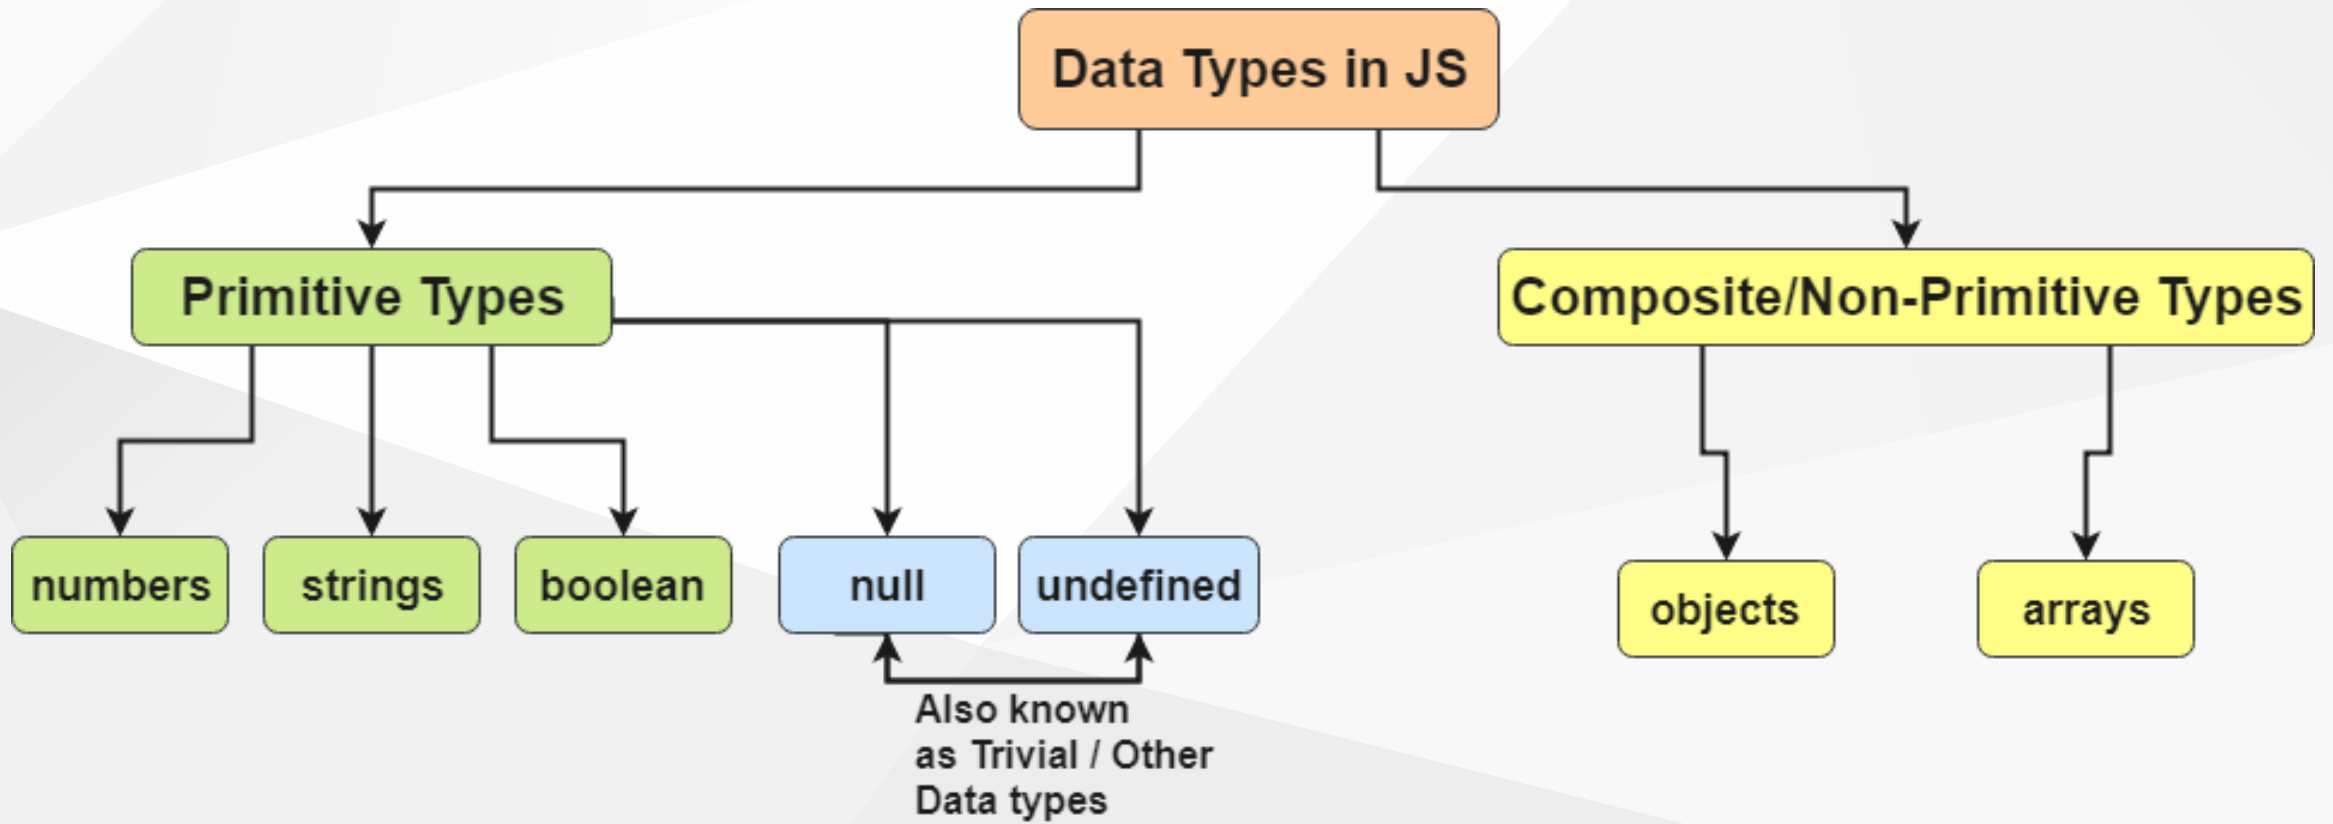 Data Types in JS
Primitive Types
Composite/Non-Primitive Types
numbers
strings
boolean
null
undefined
objects
arrays
Also known
as Trivial / Other
Data types